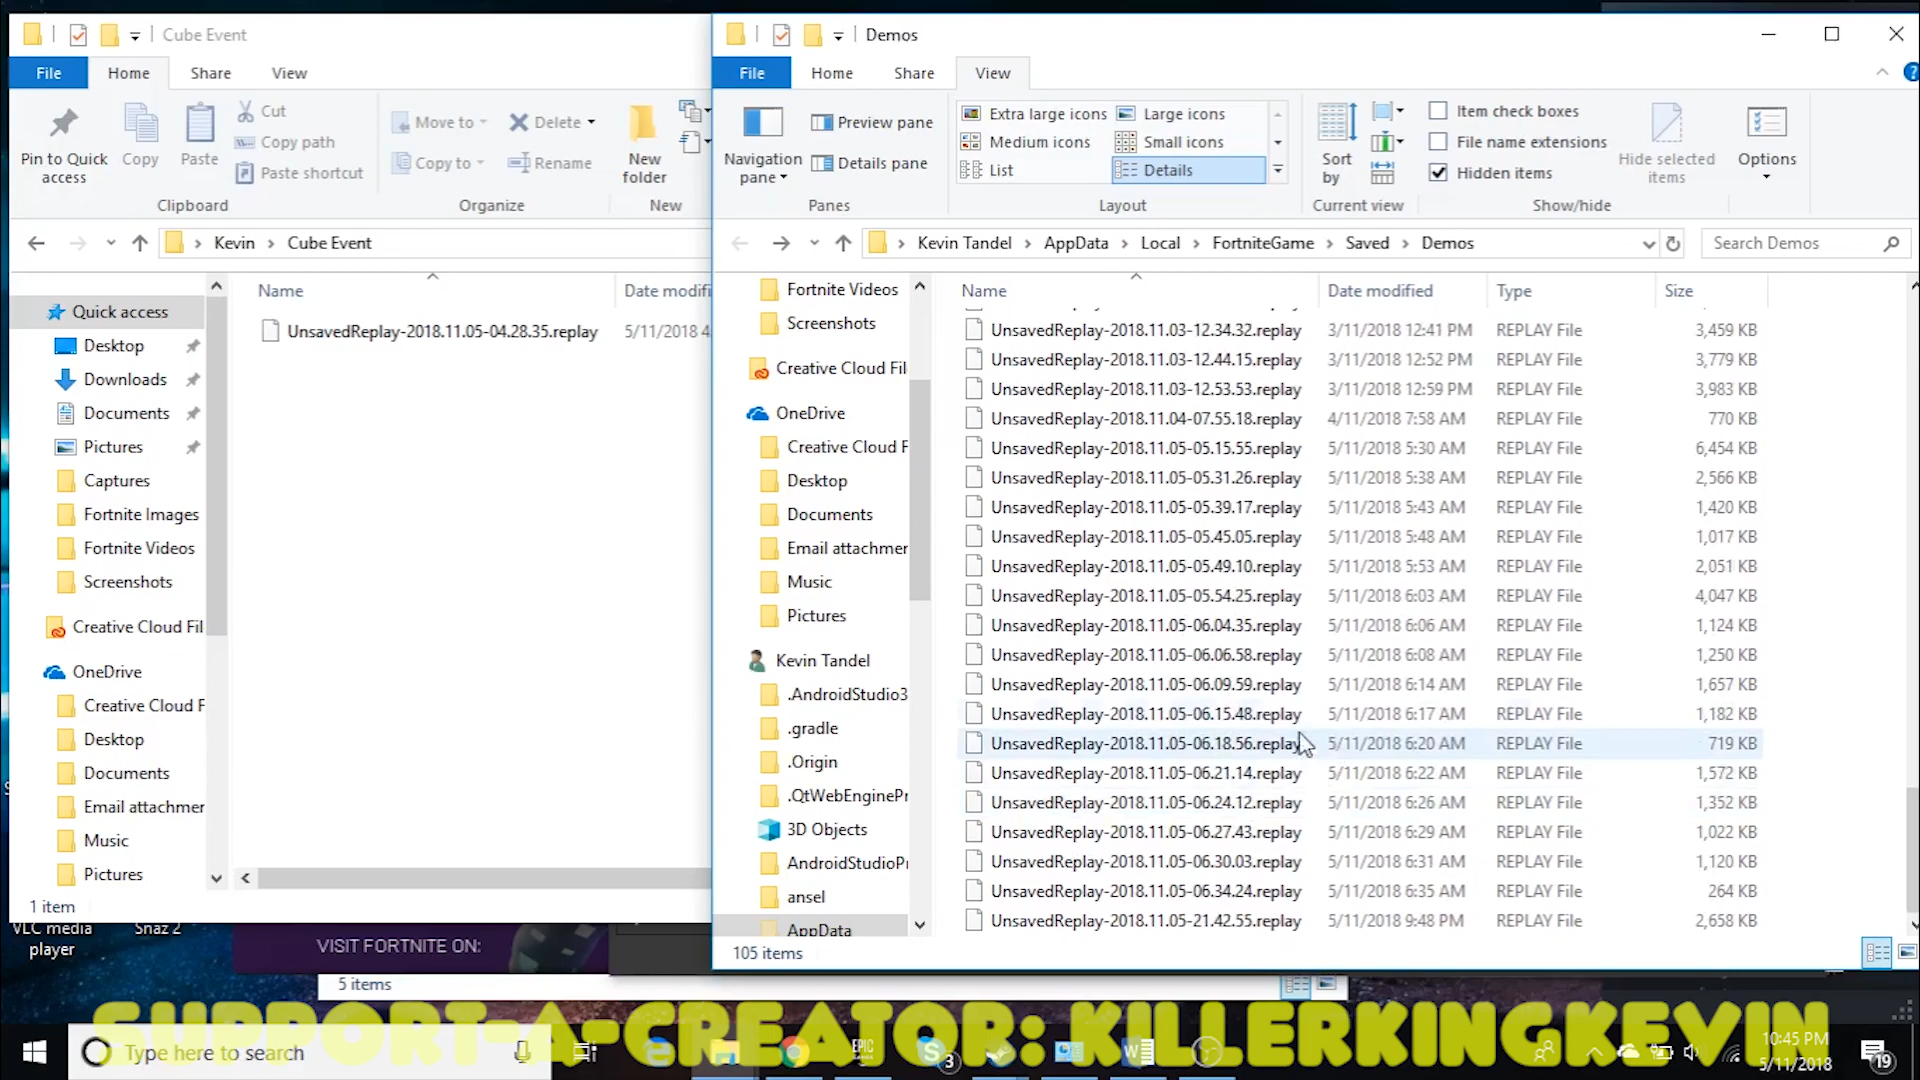 Cube Event
File Home Share View
Pin to Quick access
Copy
Paste
Cut
Copy path
Paste shortcut
Clipboard
Move to
Copy to
Delete
Rename
Organize
New folder
New
Kevin > Cube Event
Name Date modifi
Quick access
Desktop
Downloads
Documents
Pictures
Captures
Fortnite Images
Fortnite Videos
Screenshots
Creative Cloud Fil
OneDrive
Creative Cloud F
Desktop
Documents
Email attachmer
Music
Pictures
UnsavedReplay-2018.11.05-04.28.35.replay 5/11/2018 4:
1 item
Demos
File Home Share View
Navigation pane
Preview pane
Details pane
Panes
Extra large icons Large icons
Medium icons Small icons
List Details
Layout
Sort by
Current view
Item check boxes
File name extensions
Hidden items
Hide selected items
Show/hide
Options
Kevin Tandel > AppData > Local > FortniteGame > Saved > Demos
Search Demos
Fortnite Videos
Screenshots
Creative Cloud Fil
OneDrive
Creative Cloud F
Desktop
Documents
Email attachmer
Music
Pictures
Kevin Tandel
.AndroidStudio3
.gradle
.Origin
.QtWebEnginePr
3D Objects
AndroidStudioPr
ansel
AppData
Name Date modified Type Size
UnsavedReplay-2018.11.03-12.34.32.replay 3/11/2018 12:41 PM REPLAY File 3,459 KB
UnsavedReplay-2018.11.03-12.44.15.replay 3/11/2018 12:52 PM REPLAY File 3,779 KB
UnsavedReplay-2018.11.03-12.53.53.replay 3/11/2018 12:59 PM REPLAY File 3,983 KB
UnsavedReplay-2018.11.04-07.55.18.replay 4/11/2018 7:58 AM REPLAY File 770 KB
UnsavedReplay-2018.11.05-05.15.55.replay 5/11/2018 5:30 AM REPLAY File 6,454 KB
UnsavedReplay-2018.11.05-05.31.26.replay 5/11/2018 5:38 AM REPLAY File 2,566 KB
UnsavedReplay-2018.11.05-05.39.17.replay 5/11/2018 5:43 AM REPLAY File 1,420 KB
UnsavedReplay-2018.11.05-05.45.05.replay 5/11/2018 5:48 AM REPLAY File 1,017 KB
UnsavedReplay-2018.11.05-05.49.10.replay 5/11/2018 5:53 AM REPLAY File 2,051 KB
UnsavedReplay-2018.11.05-05.54.25.replay 5/11/2018 6:03 AM REPLAY File 4,047 KB
UnsavedReplay-2018.11.05-06.04.35.replay 5/11/2018 6:06 AM REPLAY File 1,124 KB
UnsavedReplay-2018.11.05-06.06.58.replay 5/11/2018 6:08 AM REPLAY File 1,250 KB
UnsavedReplay-2018.11.05-06.09.59.replay 5/11/2018 6:14 AM REPLAY File 1,657 KB
UnsavedReplay-2018.11.05-06.15.48.replay 5/11/2018 6:17 AM REPLAY File 1,182 KB
UnsavedReplay-2018.11.05-06.18.56.replay 5/11/2018 6:20 AM REPLAY File 719 KB
UnsavedReplay-2018.11.05-06.21.14.replay 5/11/2018 6:22 AM REPLAY File 1,572 KB
UnsavedReplay-2018.11.05-06.24.12.replay 5/11/2018 6:26 AM REPLAY File 1,352 KB
UnsavedReplay-2018.11.05-06.27.43.replay 5/11/2018 6:29 AM REPLAY File 1,022 KB
UnsavedReplay-2018.11.05-06.30.03.replay 5/11/2018 6:31 AM REPLAY File 1,120 KB
UnsavedReplay-2018.11.05-06.34.24.replay 5/11/2018 6:35 AM REPLAY File 264 KB
UnsavedReplay-2018.11.05-21.42.55.replay 5/11/2018 9:48 PM REPLAY File 2,658 KB
105 items
VLC media player
Snaz 2
VISIT FORTNITE ON:
5 items
SUPPORT-A-CREATOR: KILLERKINGKEVIN
Type here to search
EPIC
3
10:45 PM
5/11/2018
19